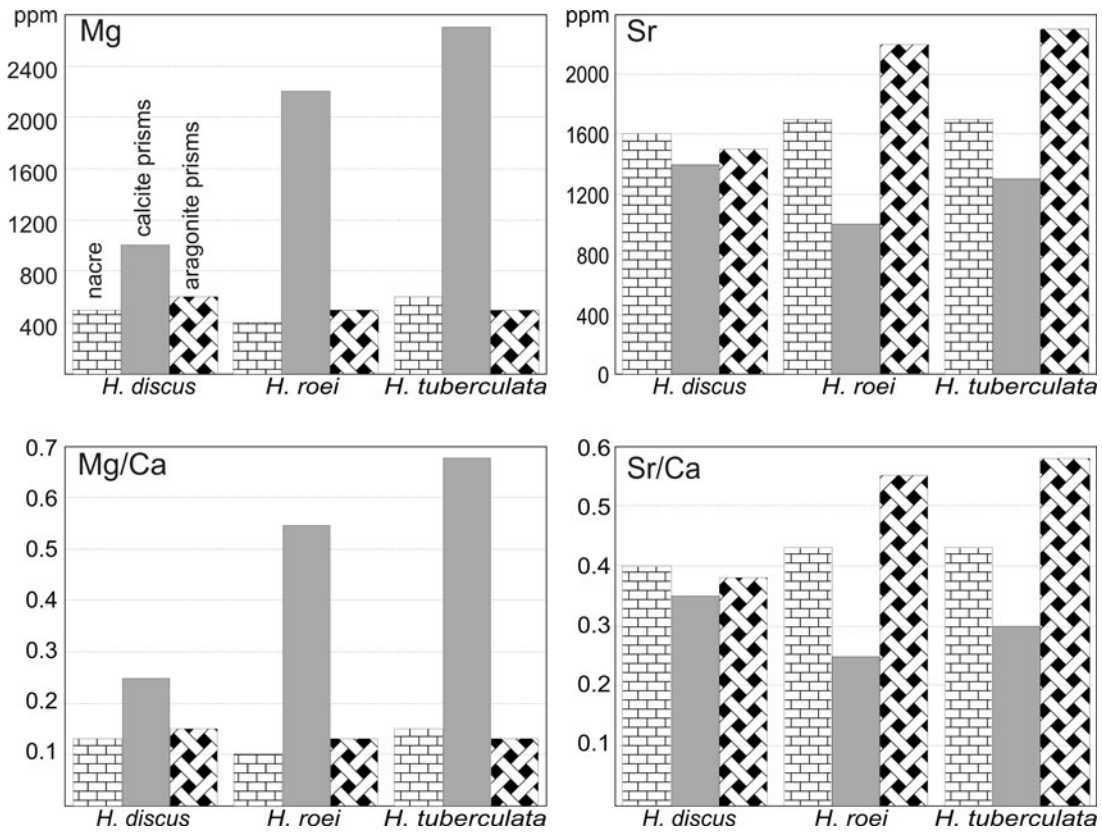 ppm
Mg
2400
2000
1600
1200
800
400
nacre
calcite prisms
aragonite prisms
H. discus
H. roei
H. tuberculata
ppm
Sr
2000
1600
1200
800
400
0
H. discus
H. roei
H. tuberculata
0.7
Mg/Ca
0.6
0.5
0.4
0.3
0.2
0.1
H. discus
H. roei
H. tuberculata
0.6
Sr/Ca
0.5
0.4
0.3
0.2
0.1
H. discus
H. roei
H. tuberculata